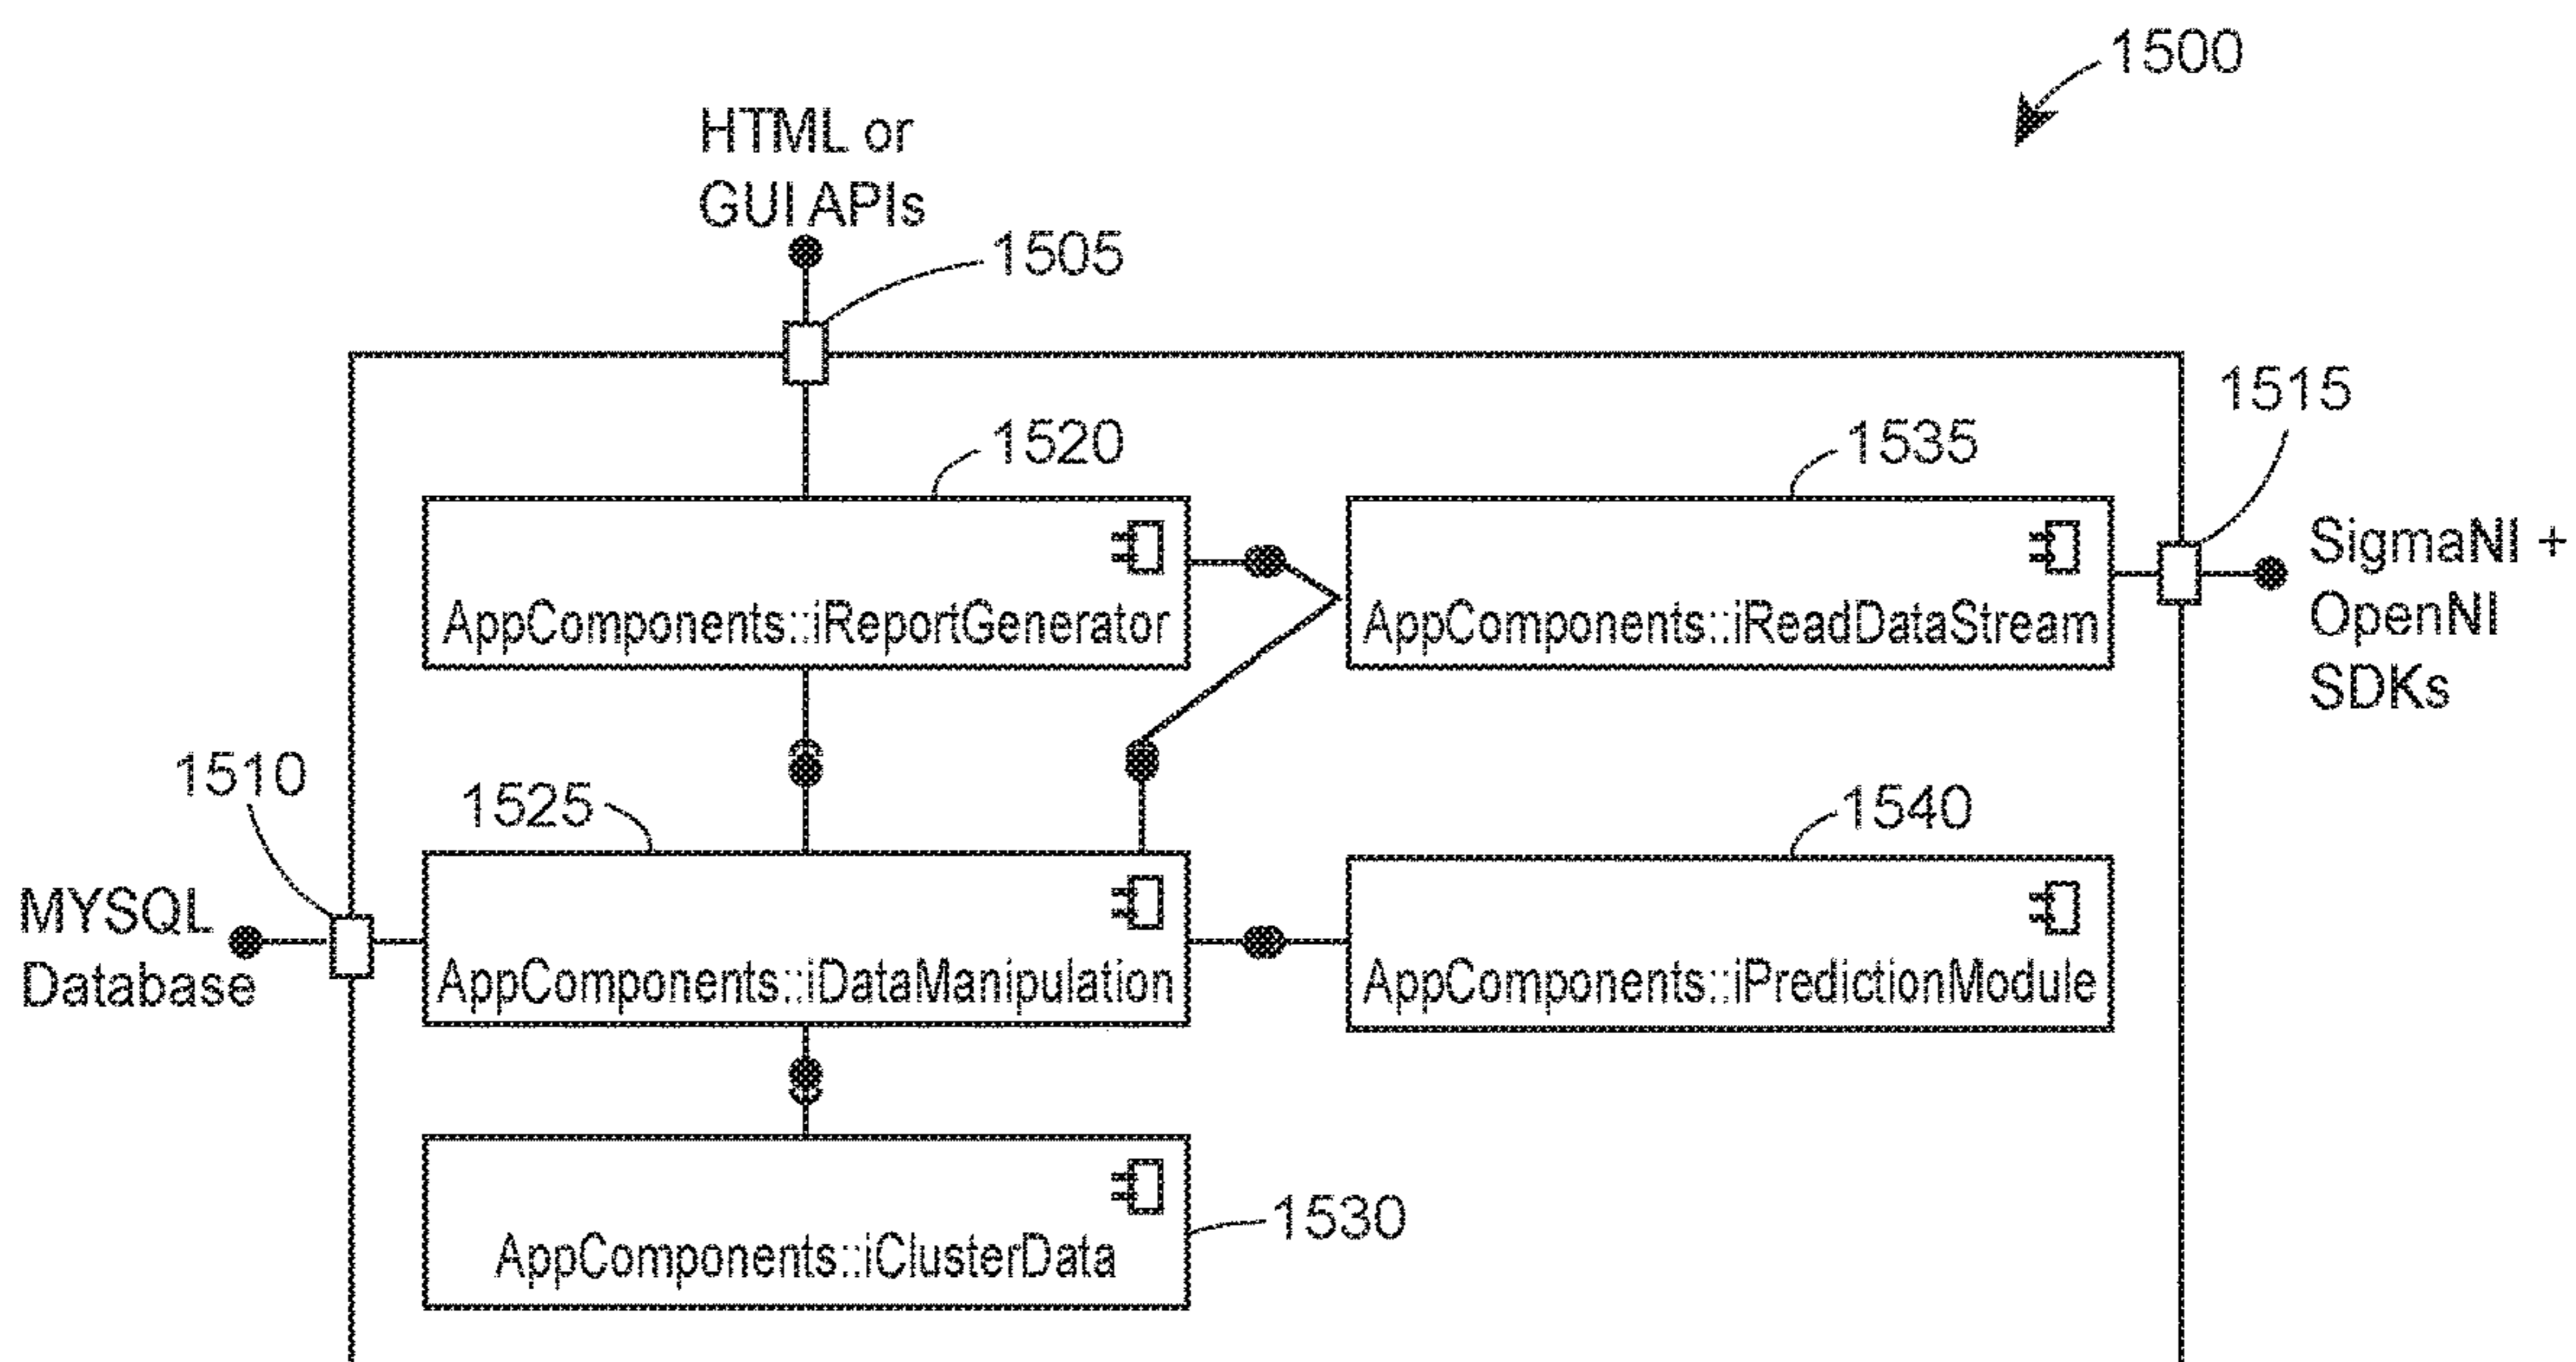 1500
HTML or
GUI APIs
1505
1515
1520
1535
SigmaNI +
OpenNI
SDKs
AppComponents::iReportGenerator
AppComponents::iReadDataStream
1510
1525
1540
MYSQL
Database
AppComponents::iDataManipulation
AppComponents::iPredictionModule
1530
AppComponents::iClusterData